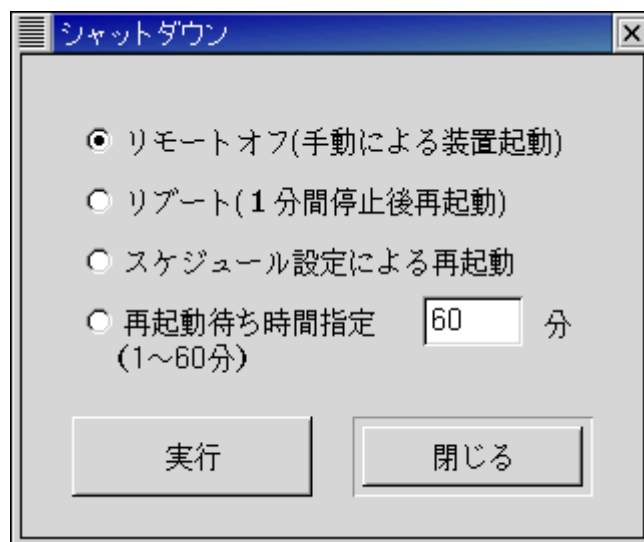 シャットダウン
リモートオフ(手動による装置起動)
リブート(１分間停止後再起動)
スケジュール設定による再起動
再起動待ち時間指定 60 分
(1～60分)
実行 閉じる